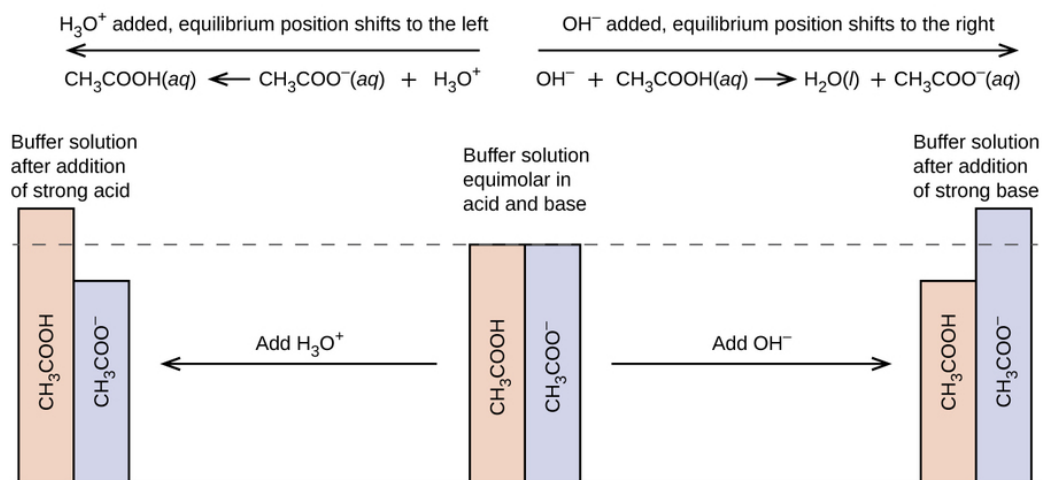 H₃O⁺ added, equilibrium position shifts to the left
OH⁻ added, equilibrium position shifts to the right
CH₃COOH(aq) ← CH₃COO⁻(aq) + H₃O⁺
OH⁻ + CH₃COOH(aq) → H₂O(l) + CH₃COO⁻(aq)
Buffer solution
after addition
of strong acid
Buffer solution
equimolar in
acid and base
Buffer solution
after addition
of strong base
CH₃COOH
CH₃COO⁻
Add H₃O⁺
CH₃COOH
CH₃COO⁻
Add OH⁻
CH₃COOH
CH₃COO⁻